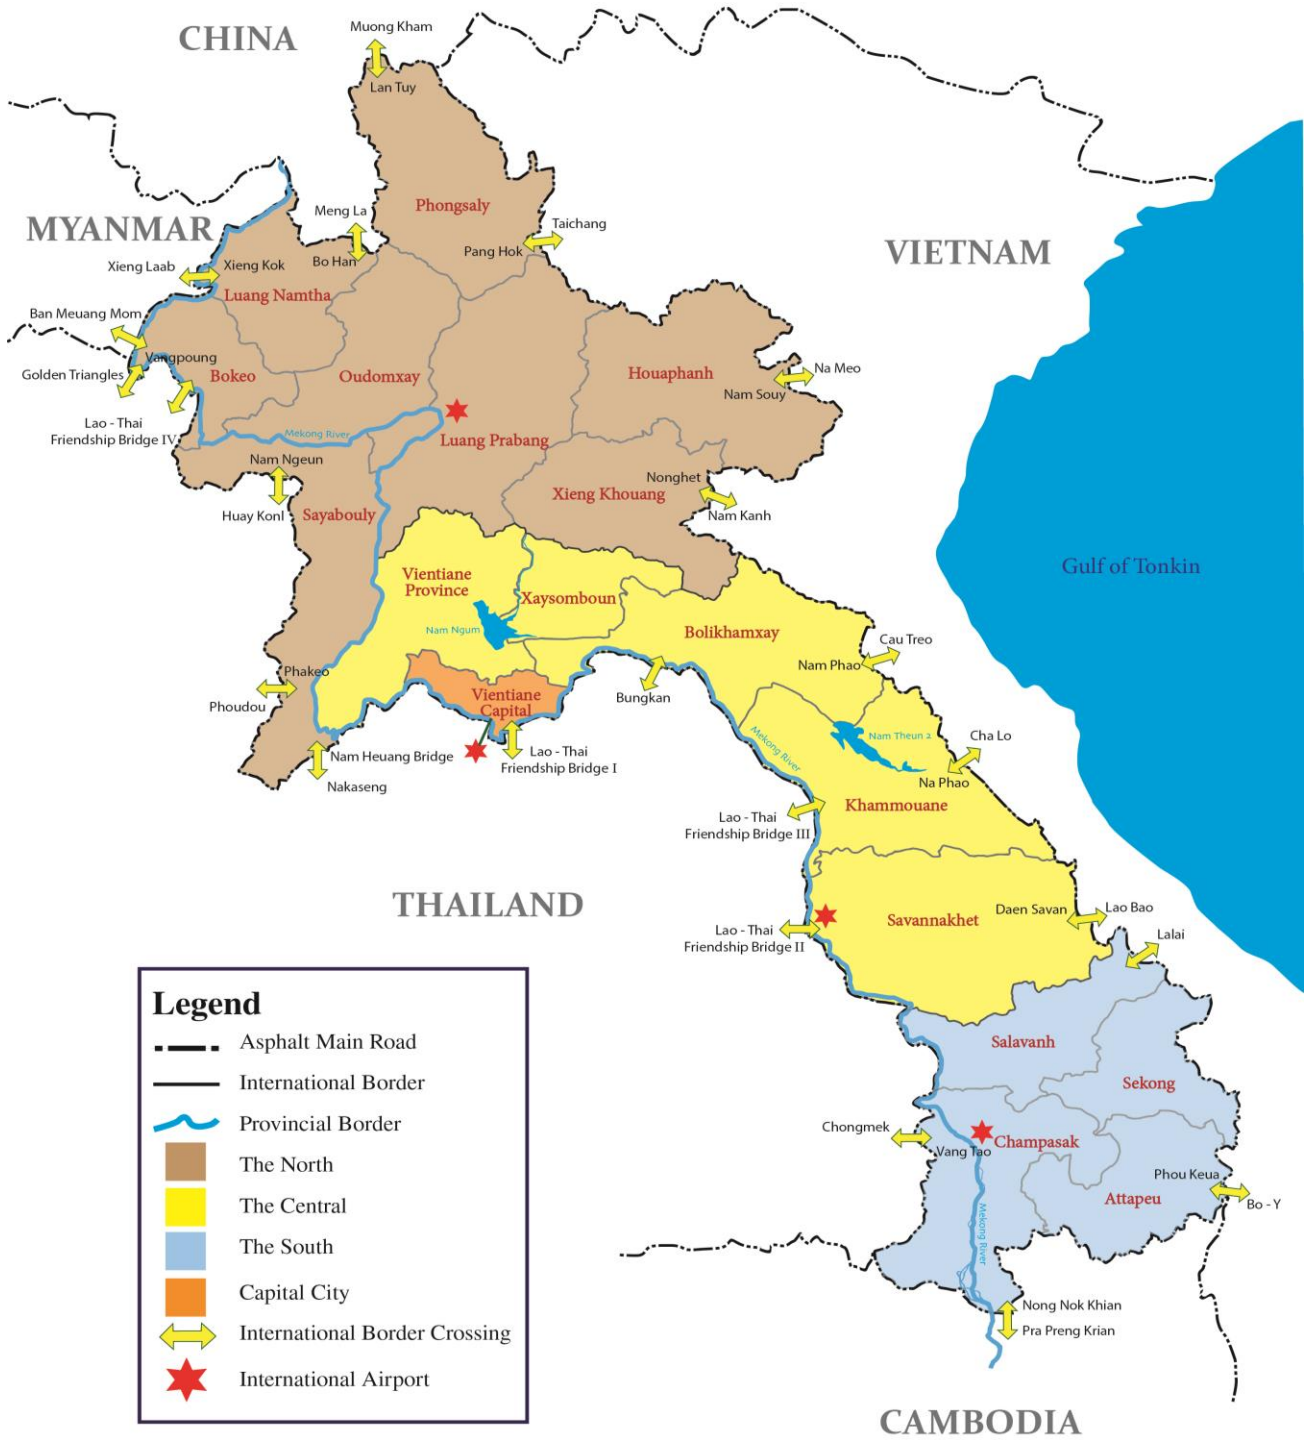 Muong Kham
CHINA
Lan Tuy
Phongsaly
Meng La
MYANMAR
Taichang
Pang Hok
VIETNAM
Bo Han
Xieng Laab
Xieng Kok
Luang Namtha
Ban Meuang Mom
Vangpoung
Golden Triangles
Bokeo
Oudomxay
Houaphanh
Na Meo
Nam Souy
Lao - Thai
Friendship Bridge IV
Mekong River
Luang Prabang
Nam Ngeun
Nonghet
Xieng Khouang
Huay Konl
Sayabouly
Nam Kanh
Gulf of Tonkin
Vientiane
Province
Xaysomboun
Nam Ngum
Bolikhamxay
Cau Treo
Nam Phao
Phakeo
Phoudou
Bungkan
Vientiane
Capital
Mekong River
Nam Theun 2
Cha Lo
Nam Heuang Bridge
Lao - Thai
Friendship Bridge I
Na Phao
Nakaseng
Khammouane
Lao - Thai
Friendship Bridge III
THAILAND
Daen Savan
Lao Bao
Savannakhet
Lao - Thai
Friendship Bridge II
Lalai
Salavanh
Sekong
Chongmek
Vang Tao
Champasak
Phou Keua
Attapeu
Bo - Y
Mekong River
Nong Nok Khian
Pra Preng Krian
CAMBODIA
Legend
Asphalt Main Road
International Border
Provincial Border
The North
The Central
The South
Capital City
International Border Crossing
International Airport